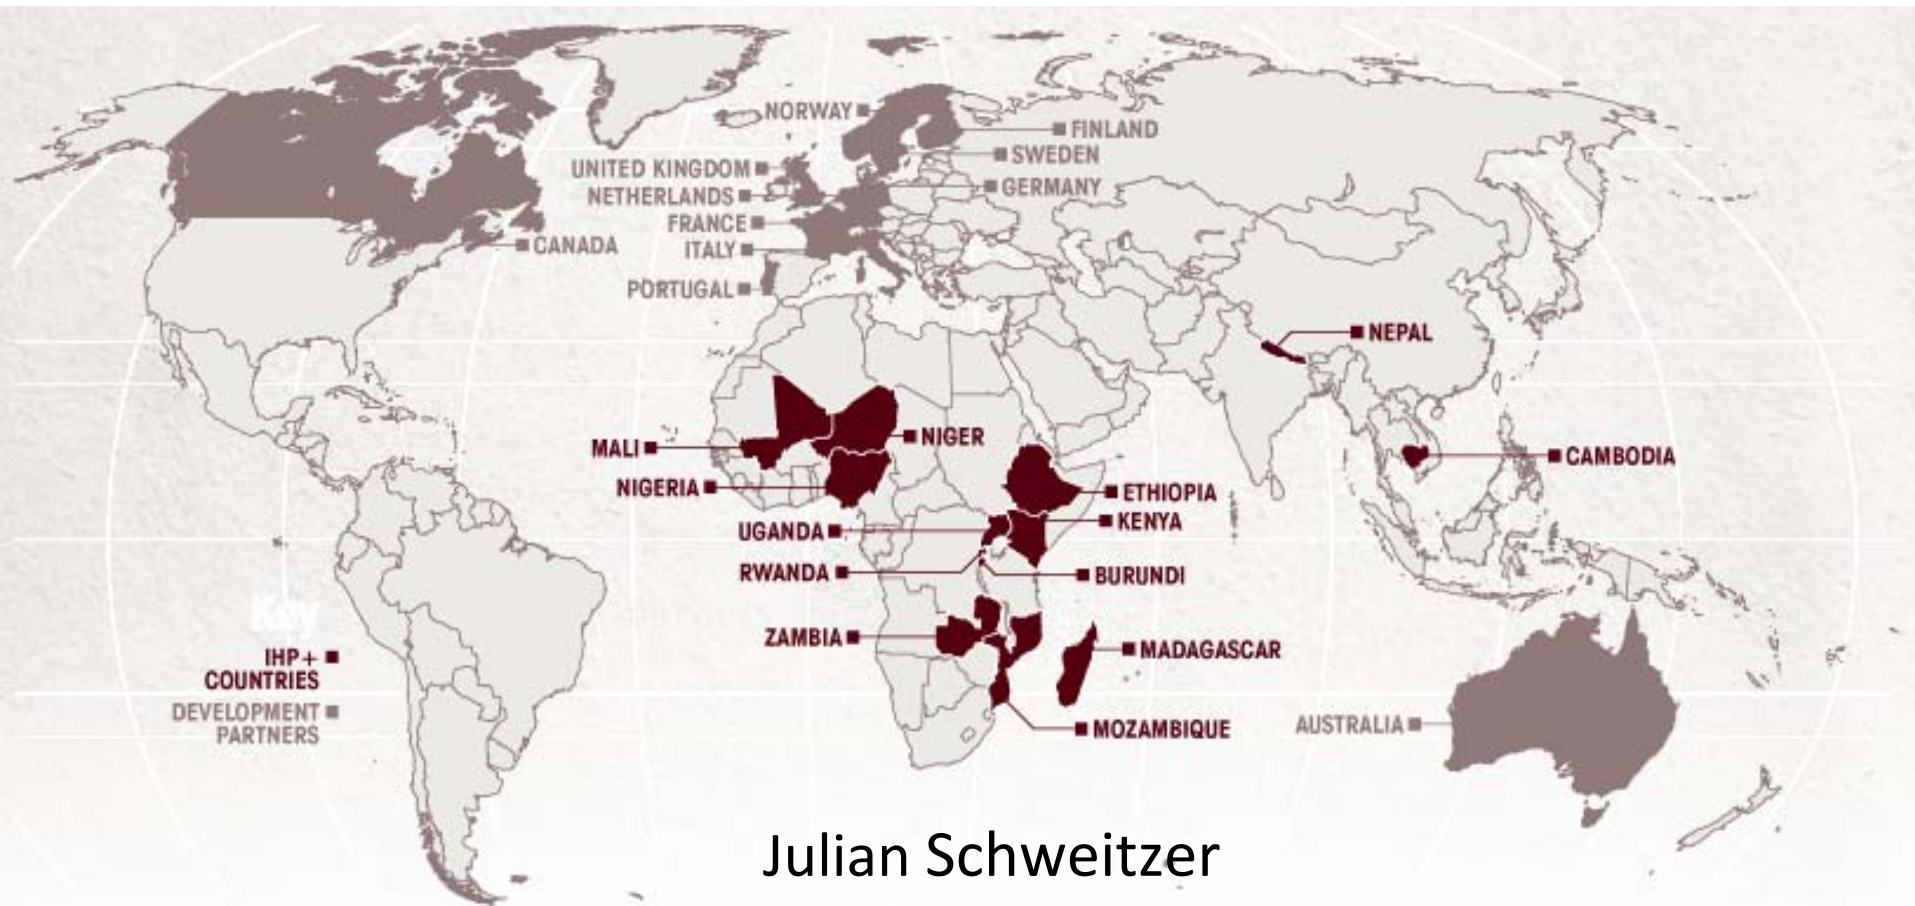 NORWAY
FINLAND
SWEDEN
UNITED KINGDOM
GERMANY
NETHERLANDS
FRANCE
CANADA
ITALY
PORTUGAL
NEPAL
NIGER
MALI
CAMBODIA
NIGERIA
ETHIOPIA
KENYA
UGANDA
RWANDA
BURUNDI
Key
ZAMBIA
MADAGASCAR
IHP+
COUNTRIES
DEVELOPMENT
PARTNERS
MOZAMBIQUE
AUSTRALIA
Julian Schweitzer